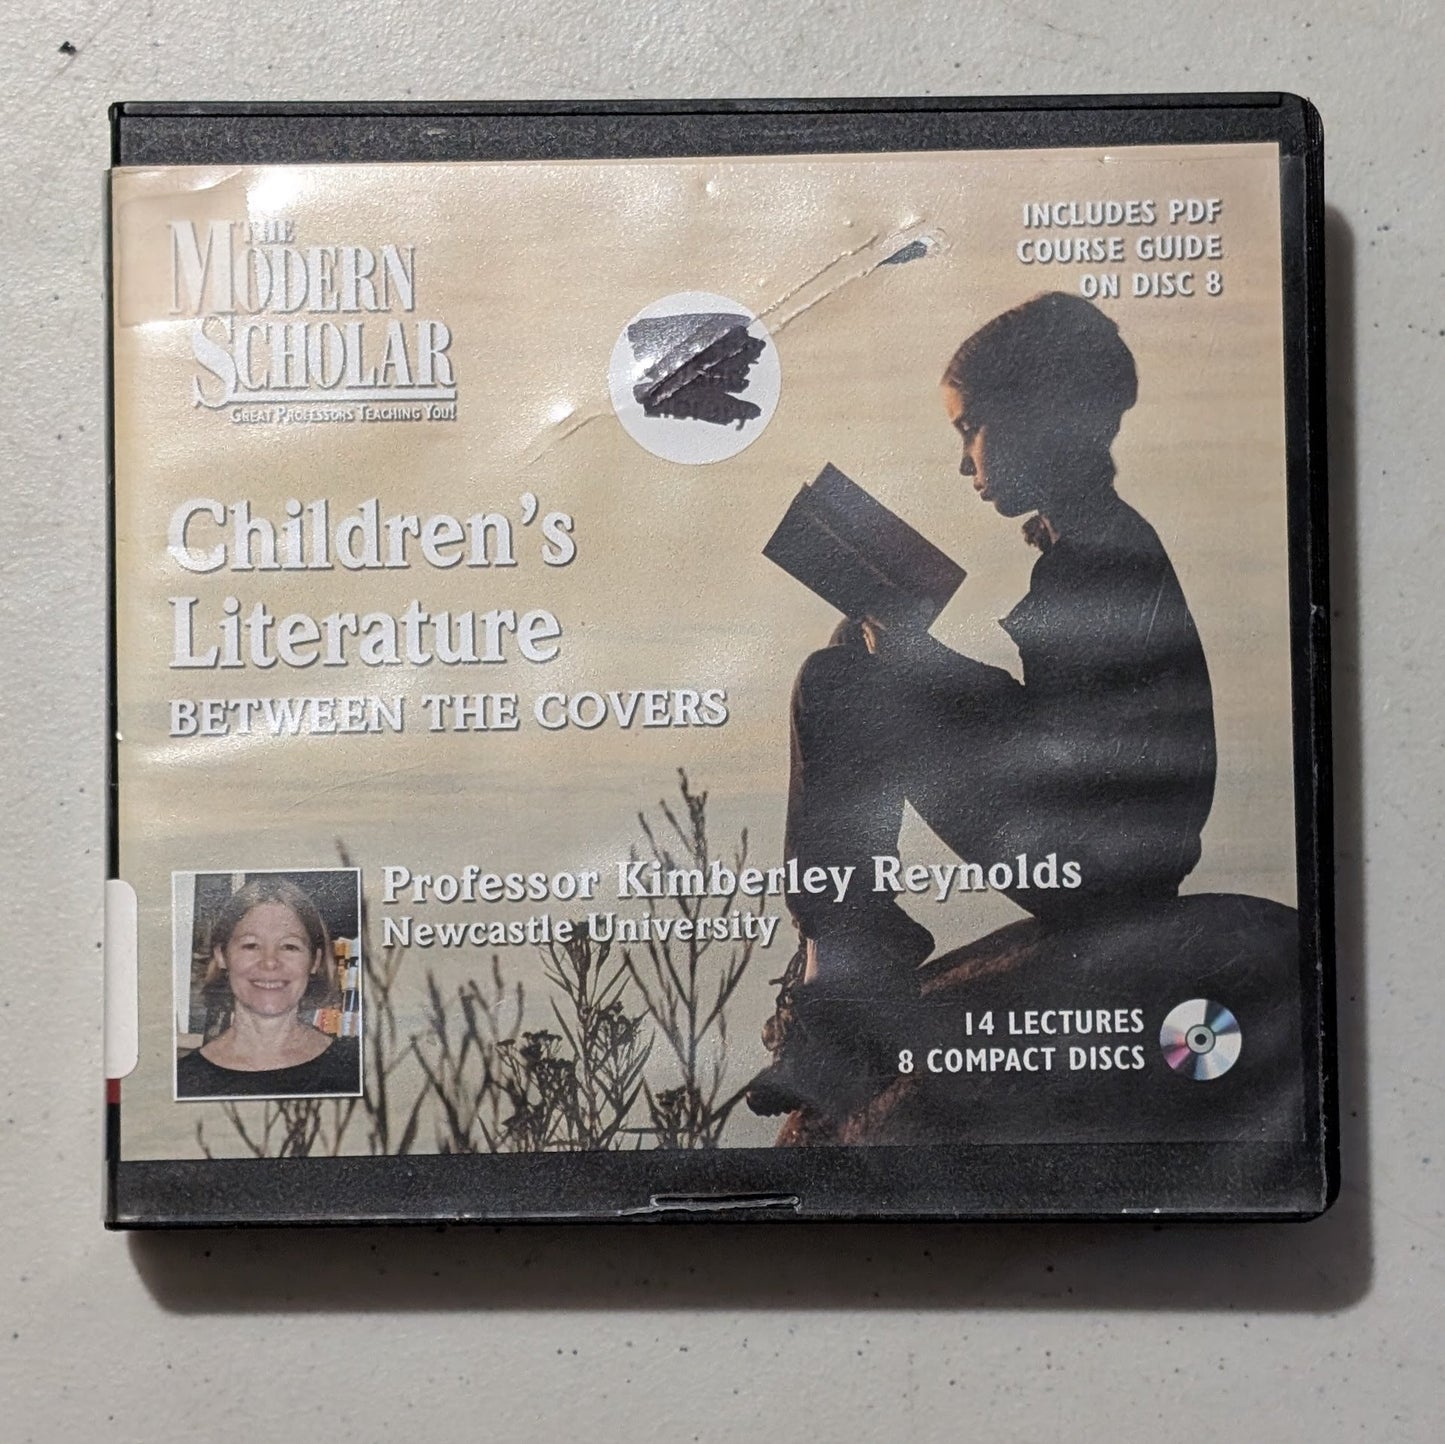 THE
MODERN
SCHOLAR
GREAT PROFESSORS TEACHING YOU!
INCLUDES PDF
COURSE GUIDE
ON DISC 8
Children's
Literature
BETWEEN THE COVERS
Professor Kimberley Reynolds
Newcastle University
14 LECTURES
8 COMPACT DISCS